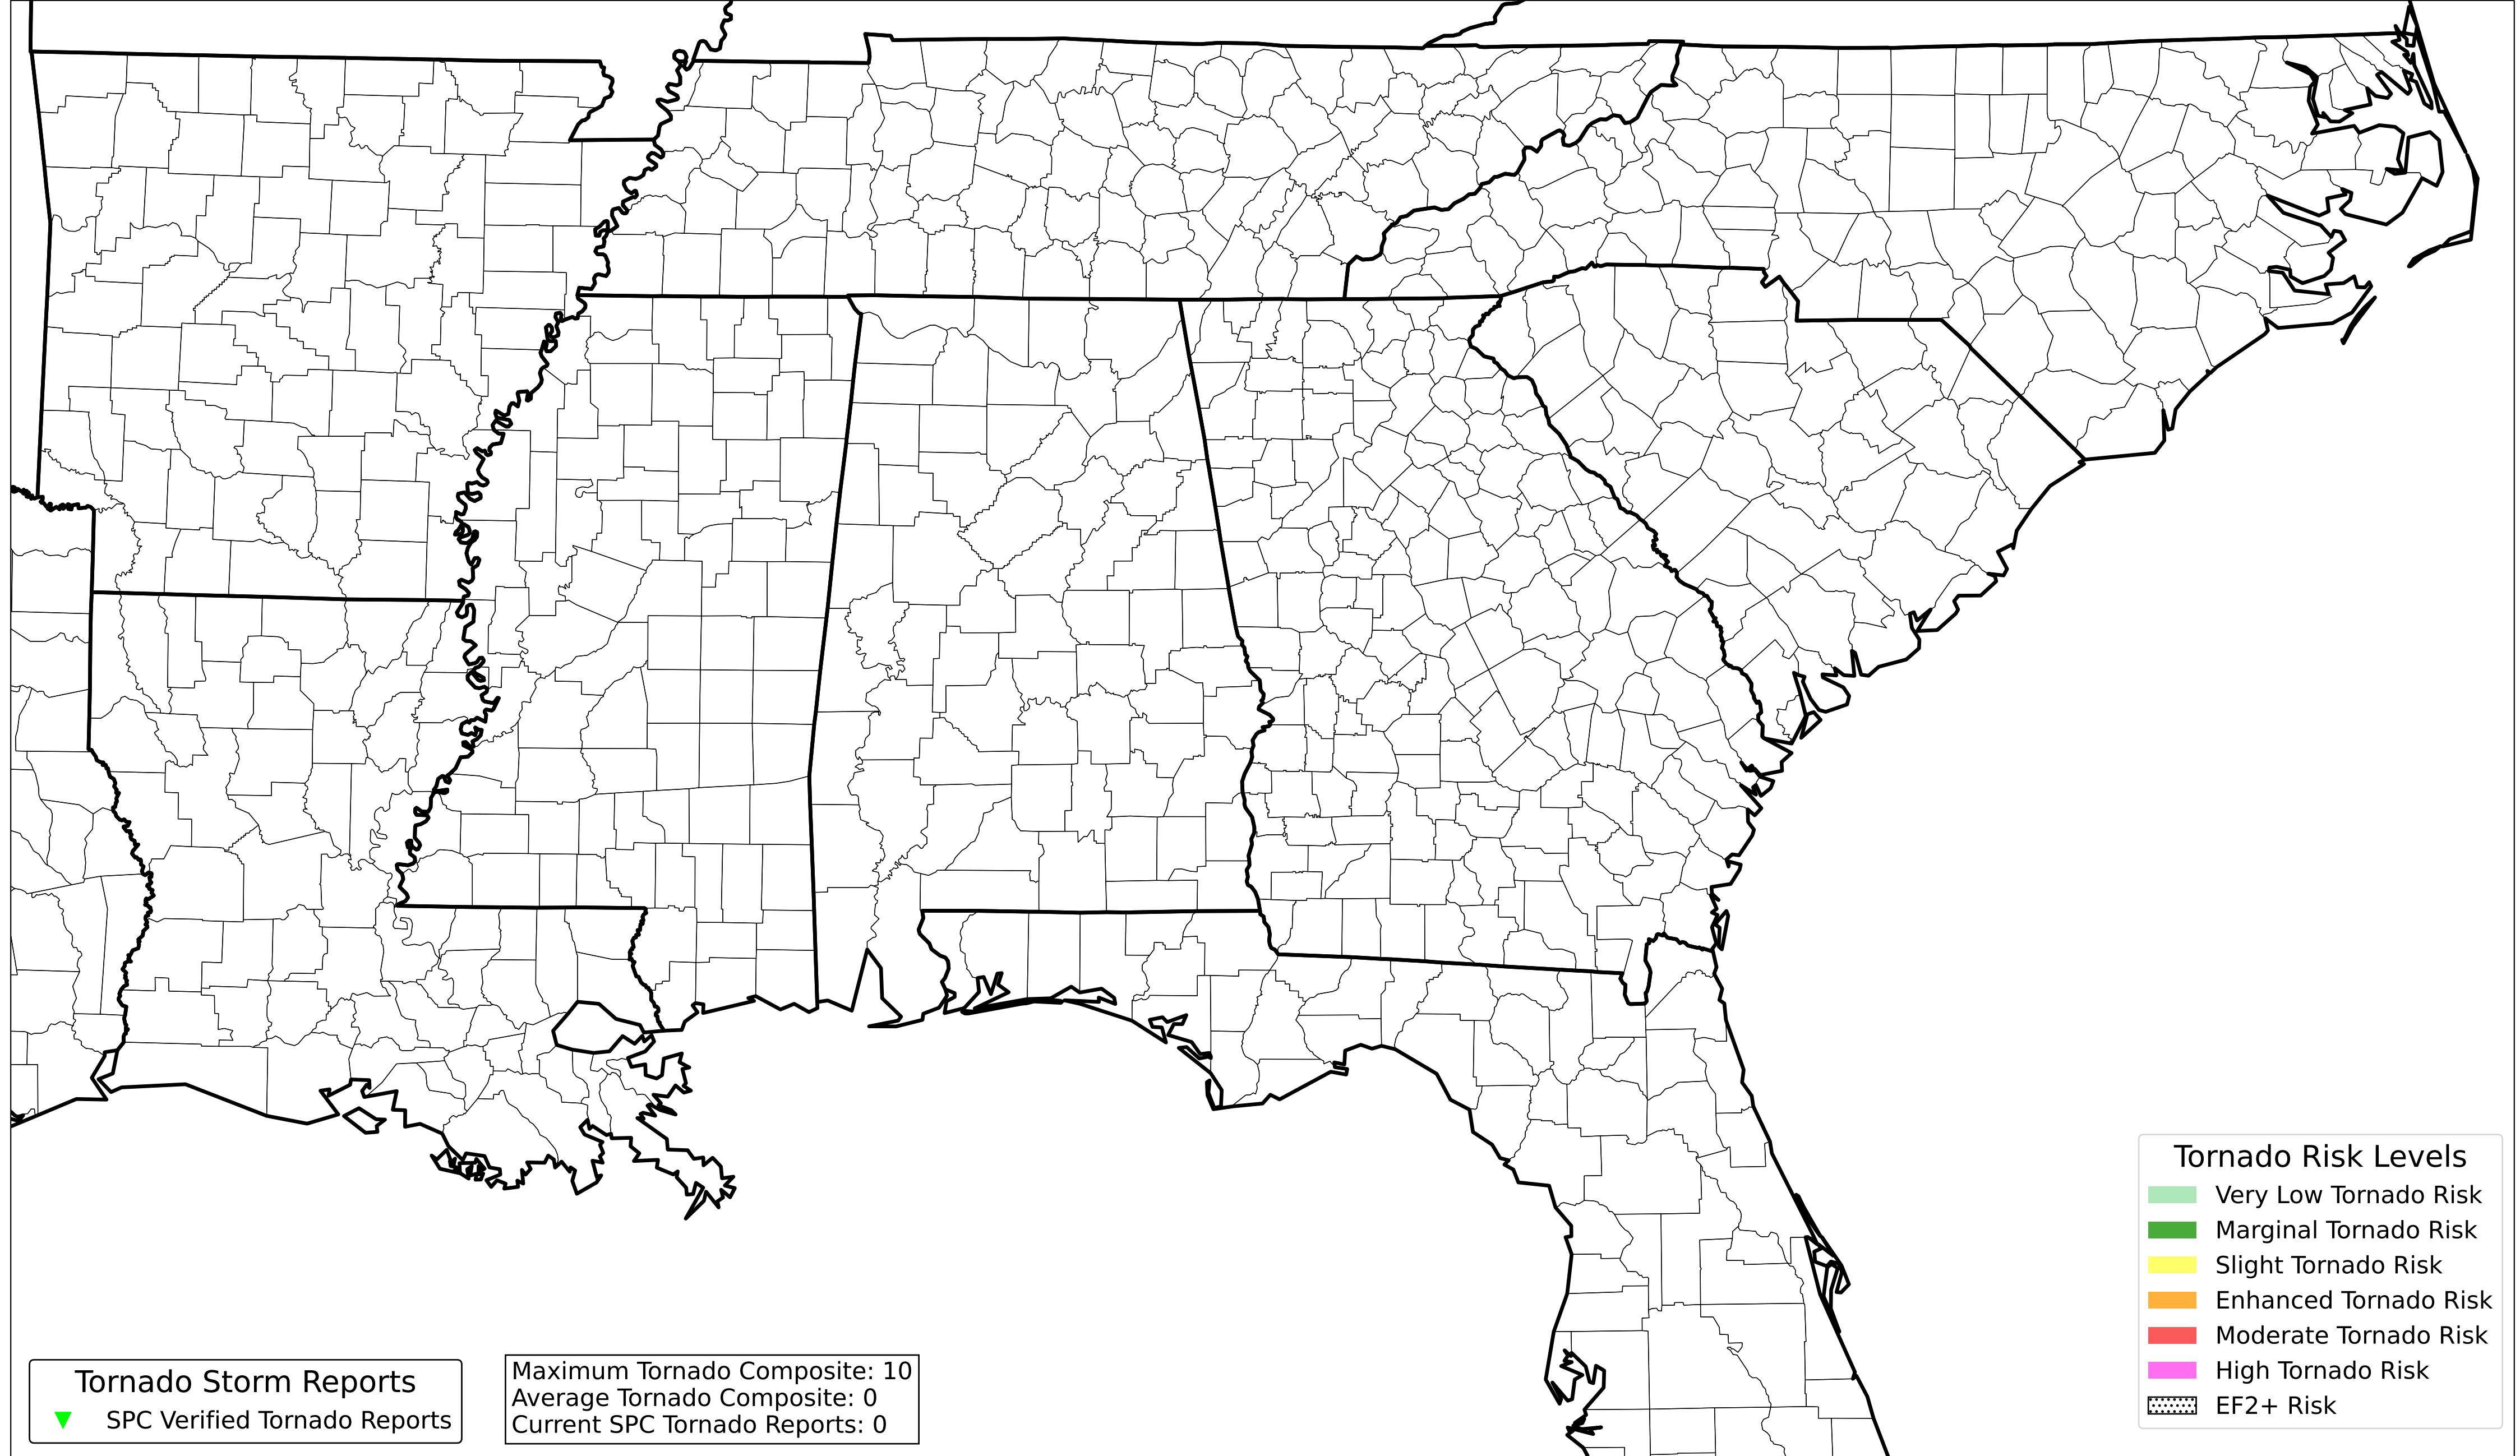 Tornado Risk Levels
Very Low Tornado Risk
Marginal Tornado Risk
Slight Tornado Risk
Enhanced Tornado Risk
Moderate Tornado Risk
High Tornado Risk
EF2+ Risk
Tornado Storm Reports
SPC Verified Tornado Reports
Maximum Tornado Composite: 10
Average Tornado Composite: 0
Current SPC Tornado Reports: 0